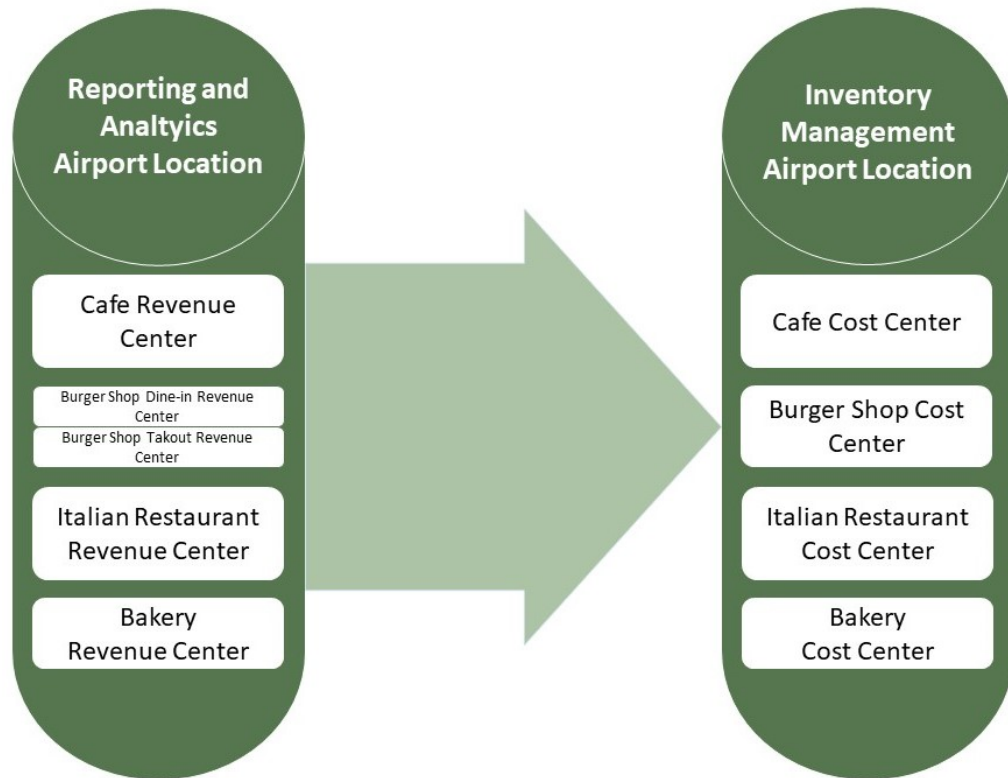 Reporting and
Analtyics
Airport Location
Cafe Revenue
Center
Burger Shop Dine-in Revenue
Center
Burger Shop Takout Revenue
Center
Italian Restaurant
Revenue Center
Bakery
Revenue Center
Inventory
Management
Airport Location
Cafe Cost Center
Burger Shop Cost
Center
Italian Restaurant
Cost Center
Bakery
Cost Center